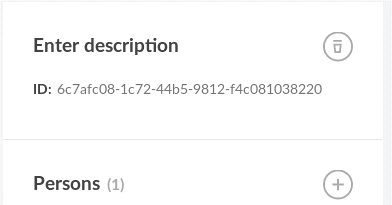 Enter description
ID: 6c7afc08-1c72-44b5-9812-f4c081038220
Persons (1)